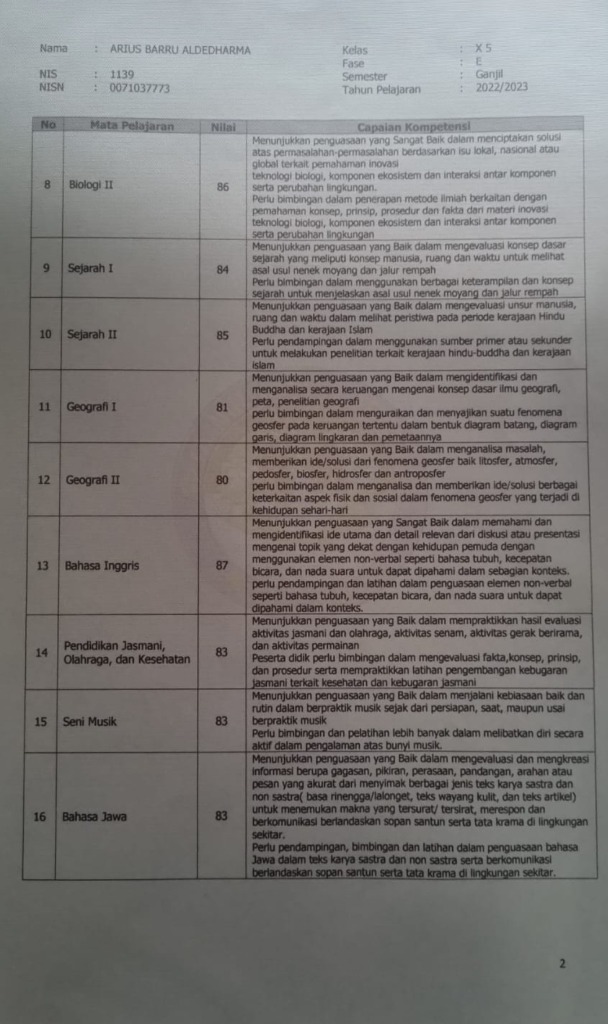 Nama : ARIUS BARRU ALDEDHARMA
NIS : 1139
NISN : 0071037773
Kelas : X 5
Fase : E
Semester : Ganjil
Tahun Pelajaran : 2022/2023
No Mata Pelajaran Nilai Capaian Kompetensi
8 Biologi II 86
Menunjukkan penguasaan yang Sangat Baik dalam menciptakan solusi
atas permasalahan-permasalahan berdasarkan isu lokal, nasional atau
global terkait pemahaman inovasi
teknologi biologi, komponen ekosistem dan interaksi antar komponen
serta perubahan lingkungan.
Perlu bimbingan dalam penerapan metode ilmiah berkaitan dengan
pemahaman konsep, prinsip, prosedur dan fakta dari materi inovasi
teknologi biologi, komponen ekosistem dan interaksi antar komponen
serta perubahan lingkungan
9 Sejarah I 84
Menunjukkan penguasaan yang Baik dalam mengevaluasi konsep dasar
sejarah yang meliputi konsep manusia, ruang dan waktu untuk melihat
asal usul nenek moyang dan jalur rempah
Perlu bimbingan dalam menggunakan berbagai keterampilan dan konsep
sejarah untuk menjelaskan asal usul nenek moyang dan jalur rempah
10 Sejarah II 85
Menunjukkan penguasaan yang Baik dalam mengevaluasi unsur manusia,
ruang dan waktu dalam melihat peristiwa pada periode kerajaan Hindu
Buddha dan kerajaan Islam
Perlu pendampingan dalam menggunakan sumber primer atau sekunder
untuk melakukan penelitian terkait kerajaan hindu-buddha dan kerajaan
islam
11 Geografi I 81
Menunjukkan penguasaan yang Baik dalam mengidentifikasi dan
menganalisa secara keruangan mengenai konsep dasar ilmu geografi,
peta, penelitian geografi
perlu bimbingan dalam menguraikan dan menyajikan suatu fenomena
geosfer pada keruangan tertentu dalam bentuk diagram batang, diagram
garis, diagram lingkaran dan pemetaannya
12 Geografi II 80
Menunjukkan penguasaan yang Baik dalam menganalisa masalah,
memberikan ide/solusi dari fenomena geosfer baik litosfer, atmosfer,
pedosfer, biosfer, hidrosfer dan antroposfer
perlu bimbingan dalam menganalisa dan memberikan ide/solusi berbagai
keterkaitan aspek fisik dan sosial dalam fenomena geosfer yang terjadi di
kehidupan sehari-hari
13 Bahasa Inggris 87
Menunjukkan penguasaan yang Sangat Baik dalam memahami dan
mengidentifikasi ide utama dan detail relevan dari diskusi atau presentasi
mengenai topik yang dekat dengan kehidupan pemuda dengan
menggunakan elemen non-verbal seperti bahasa tubuh, kecepatan
bicara, dan nada suara untuk dapat dipahami dalam sebagian konteks.
perlu pendampingan dan latihan dalam penguasaan elemen non-verbal
seperti bahasa tubuh, kecepatan bicara, dan nada suara untuk dapat
dipahami dalam konteks.
14 Pendidikan Jasmani,
Olahraga, dan Kesehatan 83
Menunjukkan penguasaan yang Baik dalam mempraktikkan hasil evaluasi
aktivitas jasmani dan olahraga, aktivitas senam, aktivitas gerak berirama,
dan aktivitas permainan
Peserta didik perlu bimbingan dalam mengevaluasi fakta,konsep, prinsip,
dan prosedur serta mempraktikkan latihan pengembangan kebugaran
jasmani terkait kesehatan dan kebugaran jasmani
15 Seni Musik 83
Menunjukkan penguasaan yang Baik dalam menjalani kebiasaan baik dan
rutin dalam berpraktik musik sejak dari persiapan, saat, maupun usai
berpraktik musik
Perlu bimbingan dan pelatihan lebih banyak dalam melibatkan diri secara
aktif dalam pengalaman atas bunyi musik.
16 Bahasa Jawa 83
Menunjukkan penguasaan yang Baik dalam mengevaluasi dan mengkreasi
informasi berupa gagasan, pikiran, perasaan, pandangan, arahan atau
pesan yang akurat dari menyimak berbagai jenis teks karya sastra dan
non sastra( basa rinengga/lalonget, teks wayang kulit, dan teks artikel)
untuk menemukan makna yang tersurat/ tersirat, merespon dan
berkomunikasi berlandaskan sopan santun serta tata krama di lingkungan
sekitar.
Perlu pendampingan, bimbingan dan latihan dalam penguasaan bahasa
Jawa dalam teks karya sastra dan non sastra serta berkomunikasi
berlandaskan sopan santun serta tata krama di lingkungan sekitar.
2